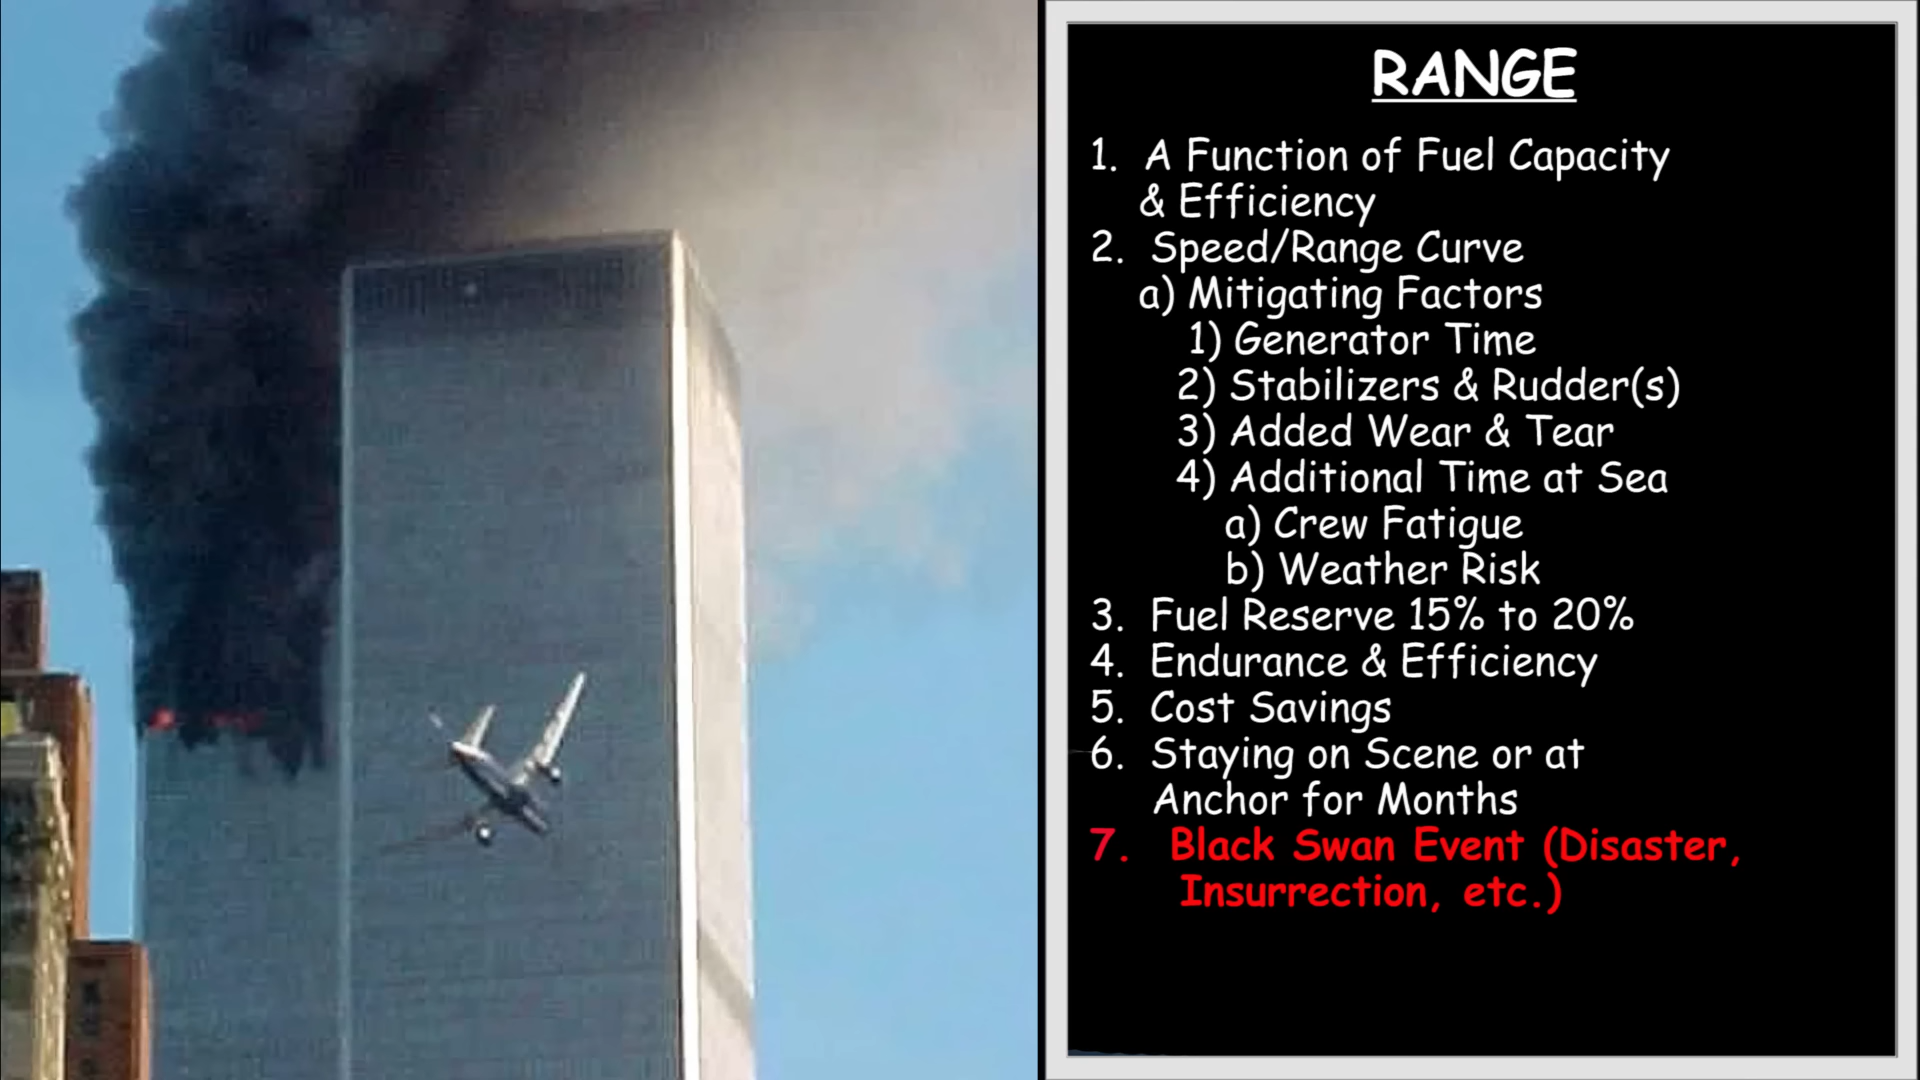 RANGE
1. A Function of Fuel Capacity
& Efficiency
2. Speed/Range Curve
a) Mitigating Factors
1) Generator Time
2) Stabilizers & Rudder(s)
3) Added Wear & Tear
4) Additional Time at Sea
a) Crew Fatigue
b) Weather Risk
3. Fuel Reserve 15% to 20%
4. Endurance & Efficiency
5. Cost Savings
6. Staying on Scene or at
Anchor for Months
7. Black Swan Event (Disaster,
Insurrection, etc.)